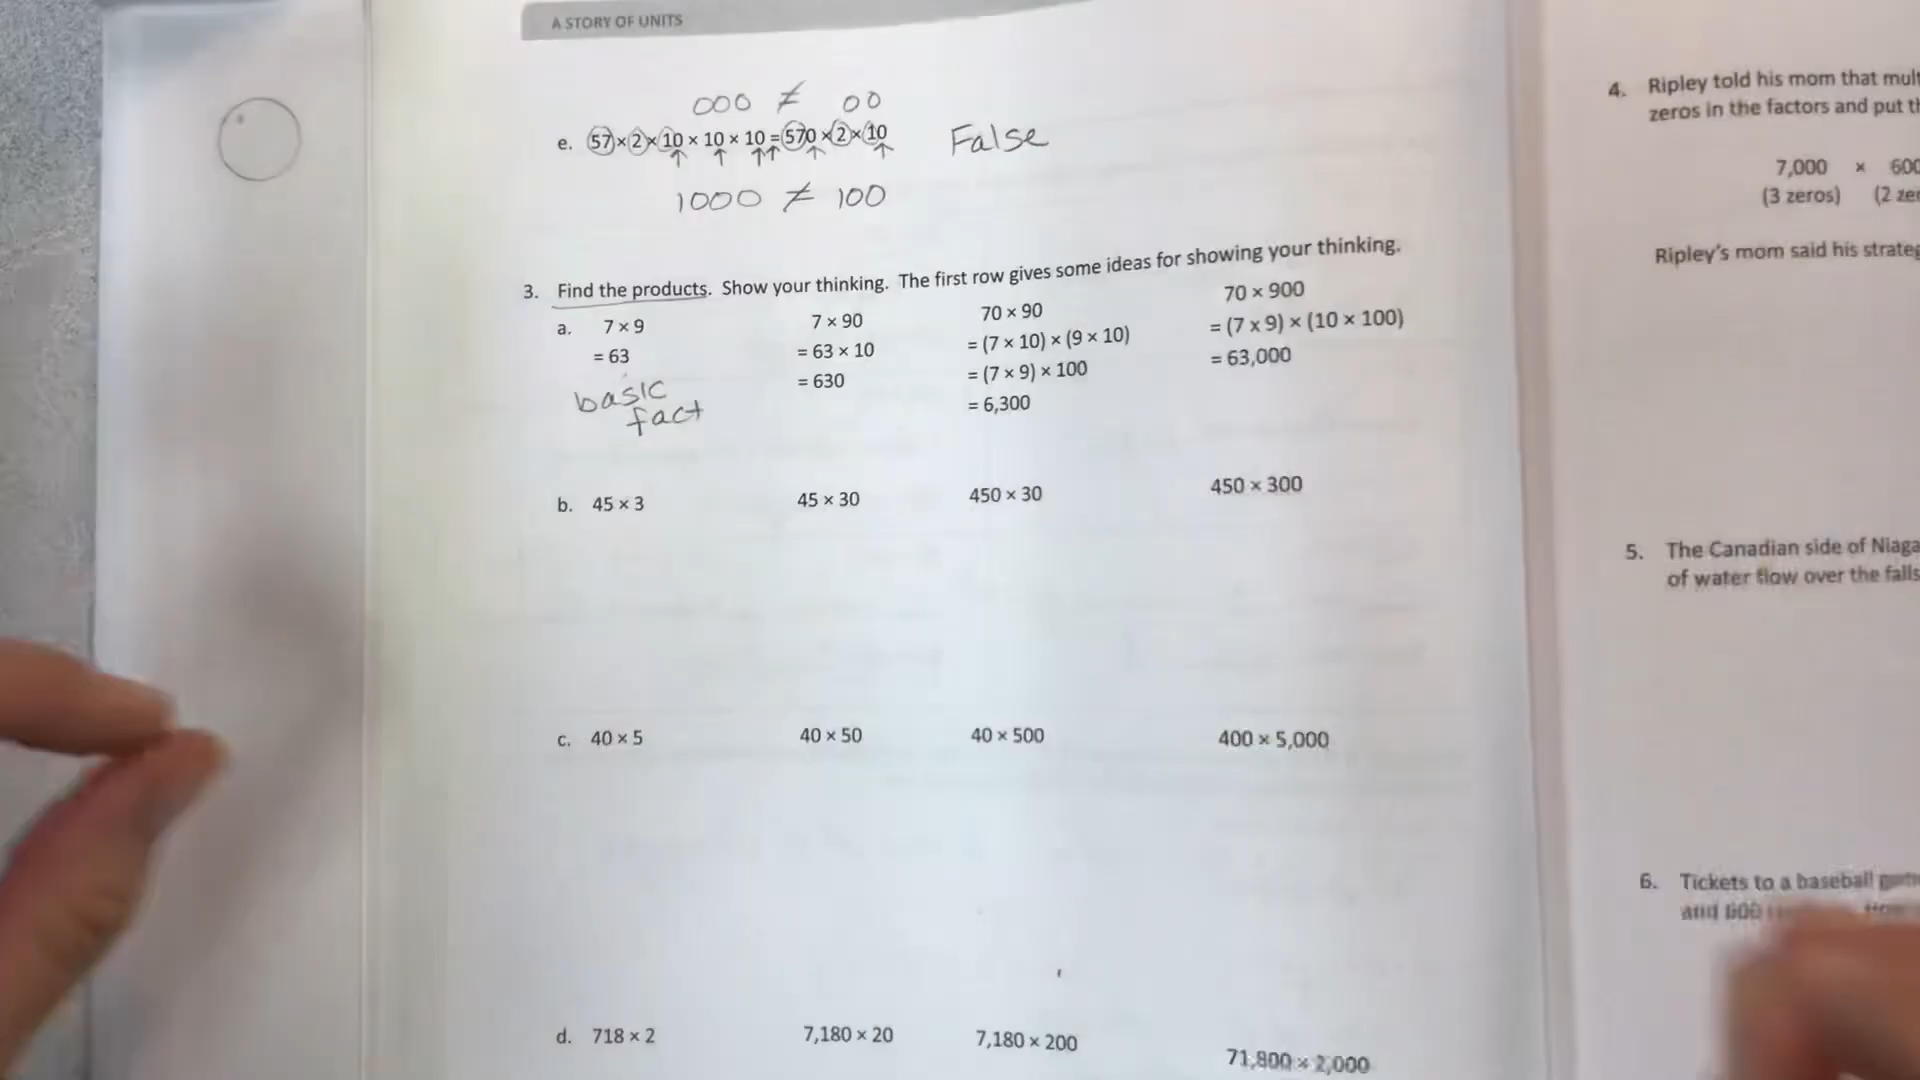 A STORY OF UNITS
000 ≠ 00
e. 57 × 2 × 10 × 10 × 10 = 570 × 2 × 10 False
1000 ≠ 100
3. Find the products. Show your thinking. The first row gives some ideas for showing your thinking.
a. 7 × 9
= 63
basic
fact
7 × 90
= 63 × 10
= 630
70 × 90
= (7 × 10) × (9 × 10)
= (7 × 9) × 100
= 6,300
70 × 900
= (7 x 9) × (10 × 100)
= 63,000
b. 45 × 3 45 × 30 450 × 30 450 × 300
c. 40 × 5 40 × 50 40 × 500 400 × 5,000
d. 718 × 2 7,180 × 20 7,180 × 200 71,800 × 2,000
4. Ripley told his mom that
zeros in the factors and put
7,000 × 600
(3 zeros) (2
Ripley's mom said his
5. The Canadian side of
of water flow over the falls
6. Tickets to a baseball
and